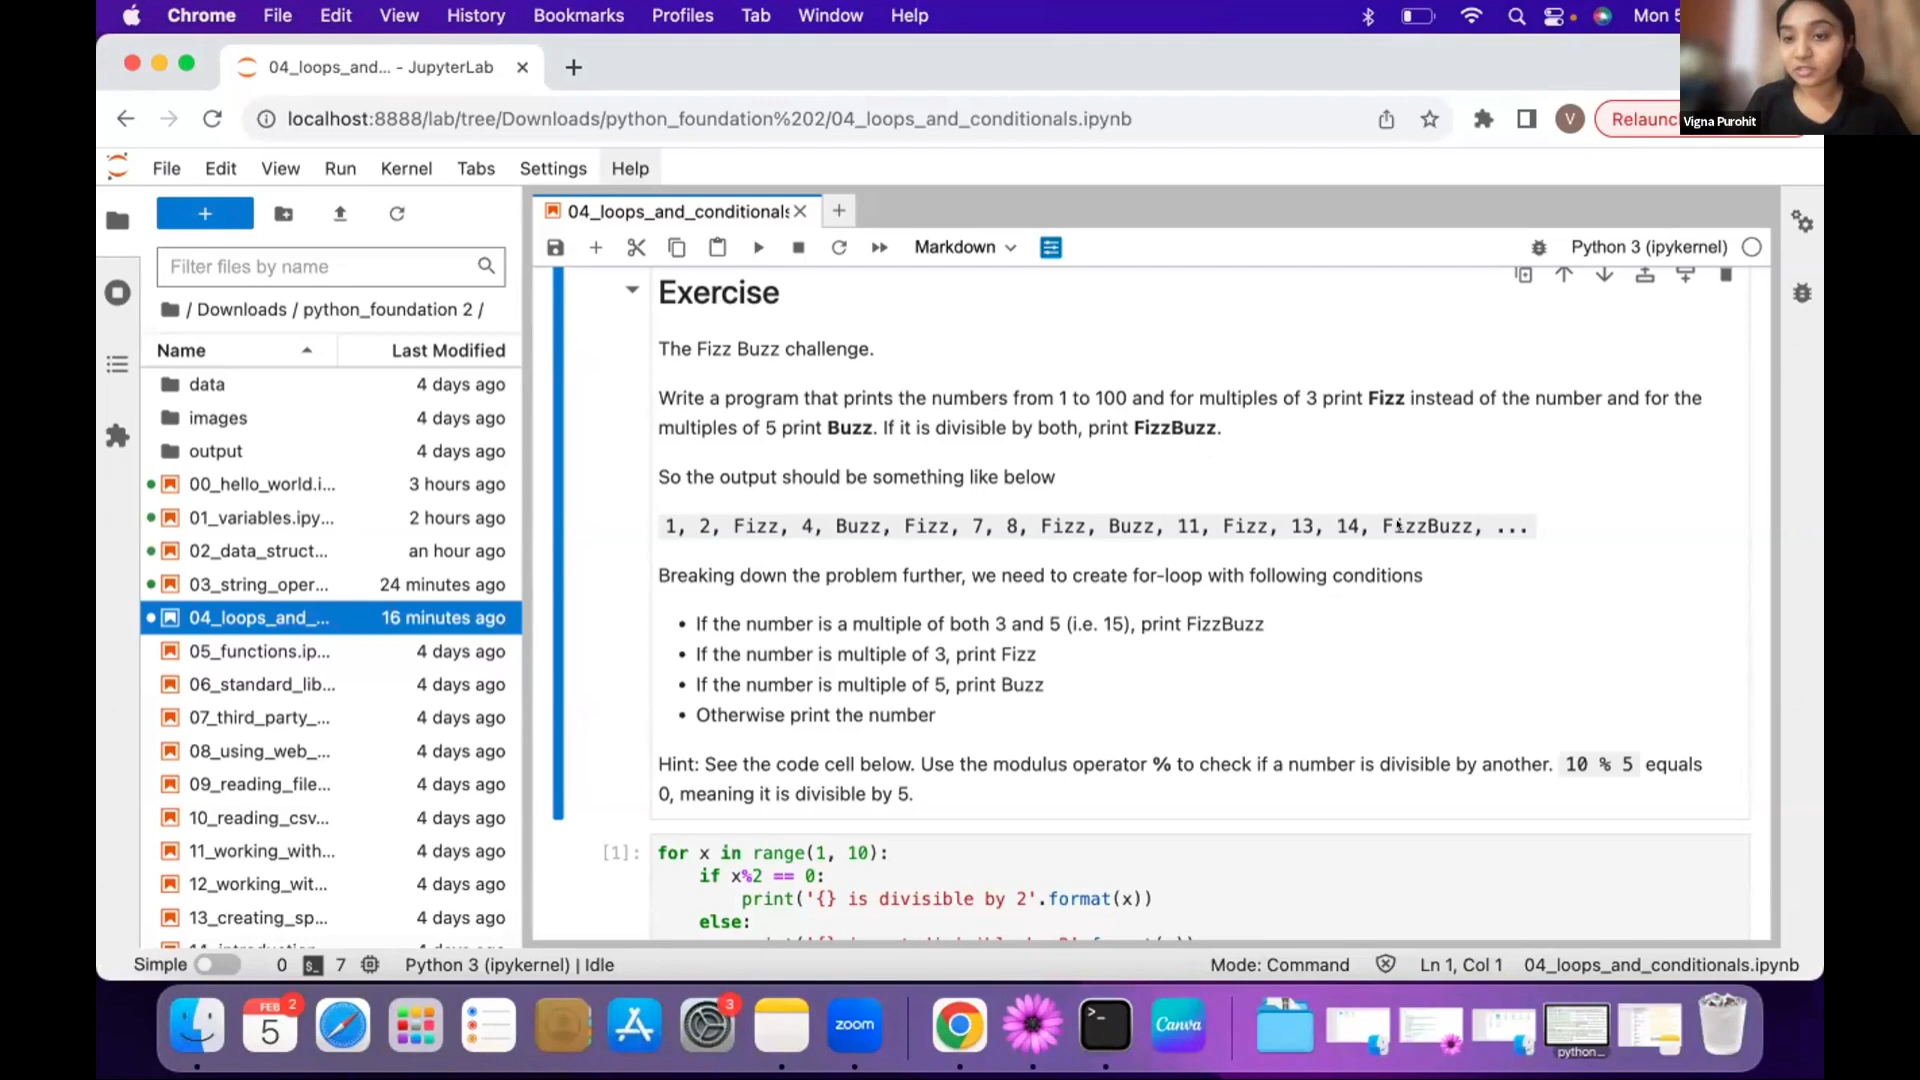 Chrome File Edit View History Bookmarks Profiles Tab Window Help
Mon 5
Vigna Purohit
04_loops_and... - JupyterLab
localhost:8888/lab/tree/Downloads/python_foundation%202/04_loops_and_conditionals.ipynb
V
File Edit View Run Kernel Tabs Settings Help
04_loops_and_conditionals
Filter files by name
Markdown
Python 3 (ipykernel)
/ Downloads / python_foundation 2 /
Name Last Modified
data 4 days ago
images 4 days ago
output 4 days ago
00_hello_world.i... 3 hours ago
01_variables.ipy... 2 hours ago
02_data_struct... an hour ago
03_string_oper... 24 minutes ago
04_loops_and_... 16 minutes ago
05_functions.ip... 4 days ago
06_standard_lib... 4 days ago
07_third_party_... 4 days ago
08_using_web_... 4 days ago
09_reading_file... 4 days ago
10_reading_csv... 4 days ago
11_working_with... 4 days ago
12_working_wit... 4 days ago
13_creating_sp... 4 days ago
Exercise
The Fizz Buzz challenge.
Write a program that prints the numbers from 1 to 100 and for multiples of 3 print Fizz instead of the number and for the
multiples of 5 print Buzz. If it is divisible by both, print FizzBuzz.
So the output should be something like below
1, 2, Fizz, 4, Buzz, Fizz, 7, 8, Fizz, Buzz, 11, Fizz, 13, 14, FizzBuzz, ...
Breaking down the problem further, we need to create for-loop with following conditions
• If the number is a multiple of both 3 and 5 (i.e. 15), print FizzBuzz
• If the number is multiple of 3, print Fizz
• If the number is multiple of 5, print Buzz
• Otherwise print the number
Hint: See the code cell below. Use the modulus operator % to check if a number is divisible by another. 10 % 5 equals
0, meaning it is divisible by 5.
[1]: for x in range(1, 10):
if x%2 == 0:
print('{} is divisible by 2'.format(x))
else:
Simple 0 7 Python 3 (ipykernel) | Idle
Mode: Command Ln 1, Col 1 04_loops_and_conditionals.ipynb
FEB 2
5
3
zoom
Canva
python_...